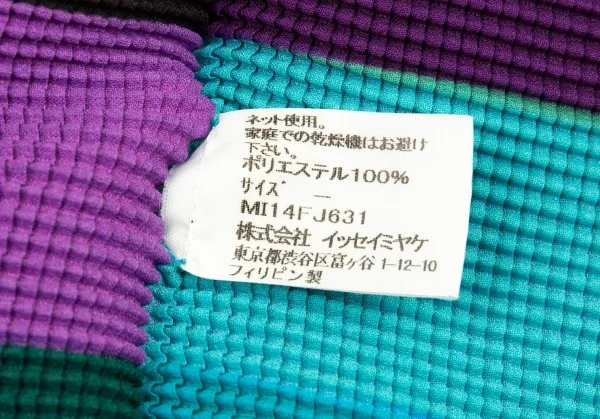 ネット使用。
家庭での乾燥機はお避け
下さい。
ポリエステル100%
サイズ ―
MI14FJ631
株式会社 イッセイミヤケ
東京都渋谷区富ヶ谷 1-12-10
フィリピン製